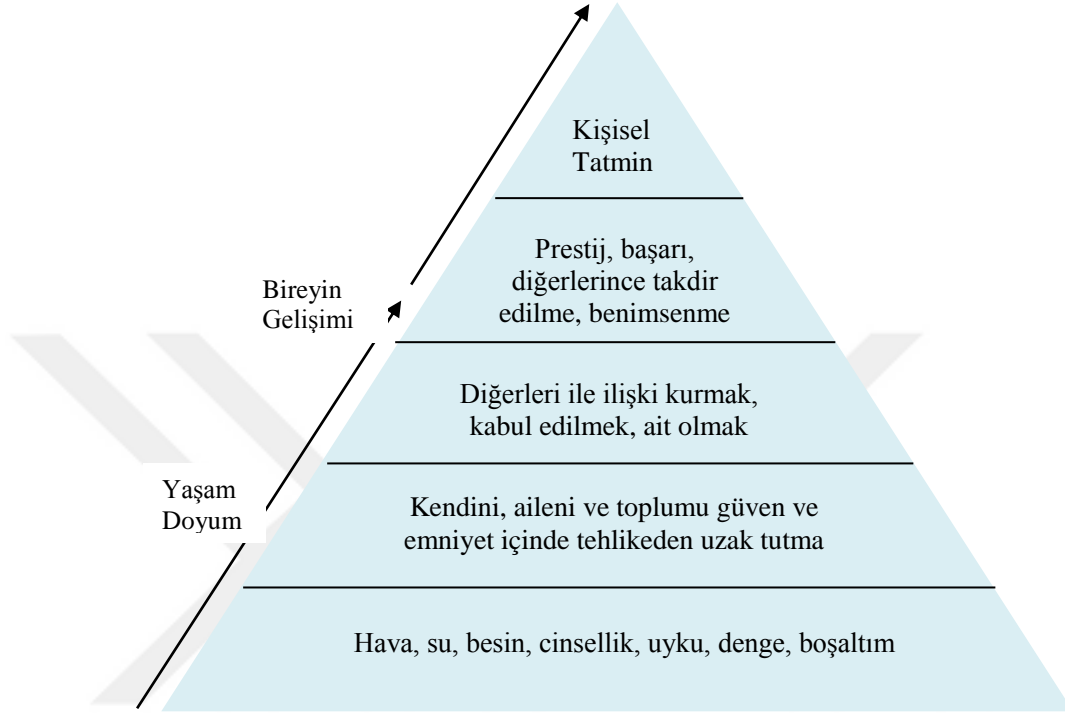 Kişisel
Tatmin
Prestij, başarı,
diğerlerince takdir
edilme, benimsenme
Bireyin
Gelişimi
Diğerleri ile ilişki kurmak,
kabul edilmek, ait olmak
Yaşam
Doyum
Kendini, aileni ve toplumu güven ve
emniyet içinde tehlikeden uzak tutma
Hava, su, besin, cinsellik, uyku, denge, boşaltım